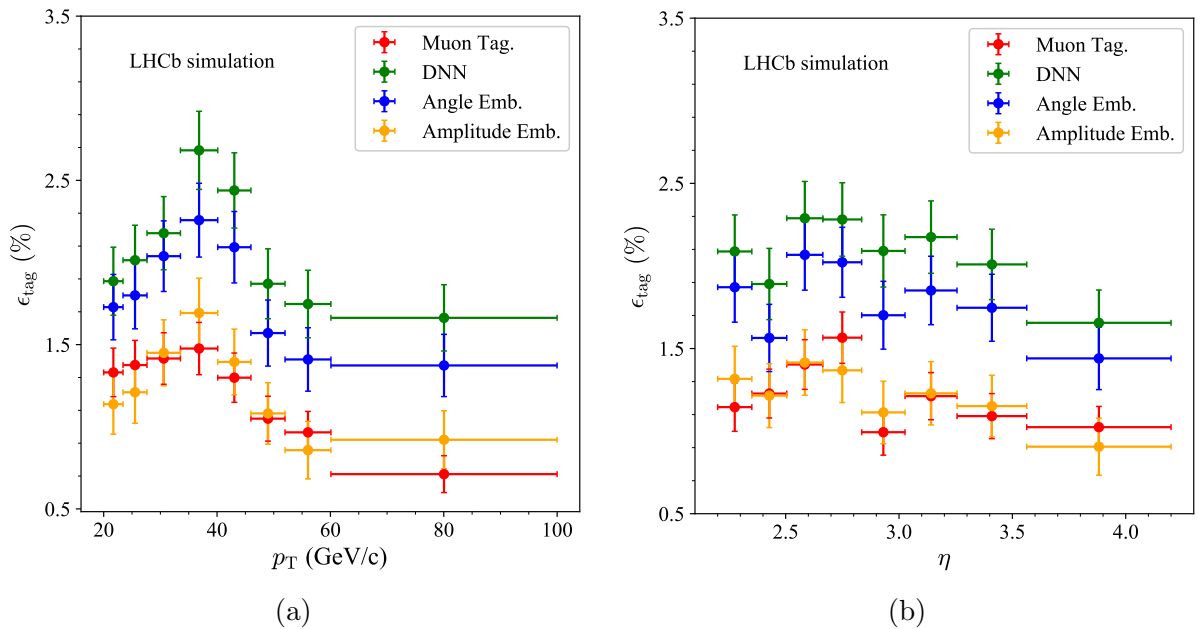 3.5
2.5
1.5
0.5
ϵtag (%)
LHCb simulation
Muon Tag.
DNN
Angle Emb.
Amplitude Emb.
20 40 60 80 100
pT (GeV/c)
(a)
3.5
2.5
1.5
0.5
ϵtag (%)
LHCb simulation
Muon Tag.
DNN
Angle Emb.
Amplitude Emb.
2.5 3.0 3.5 4.0
η
(b)